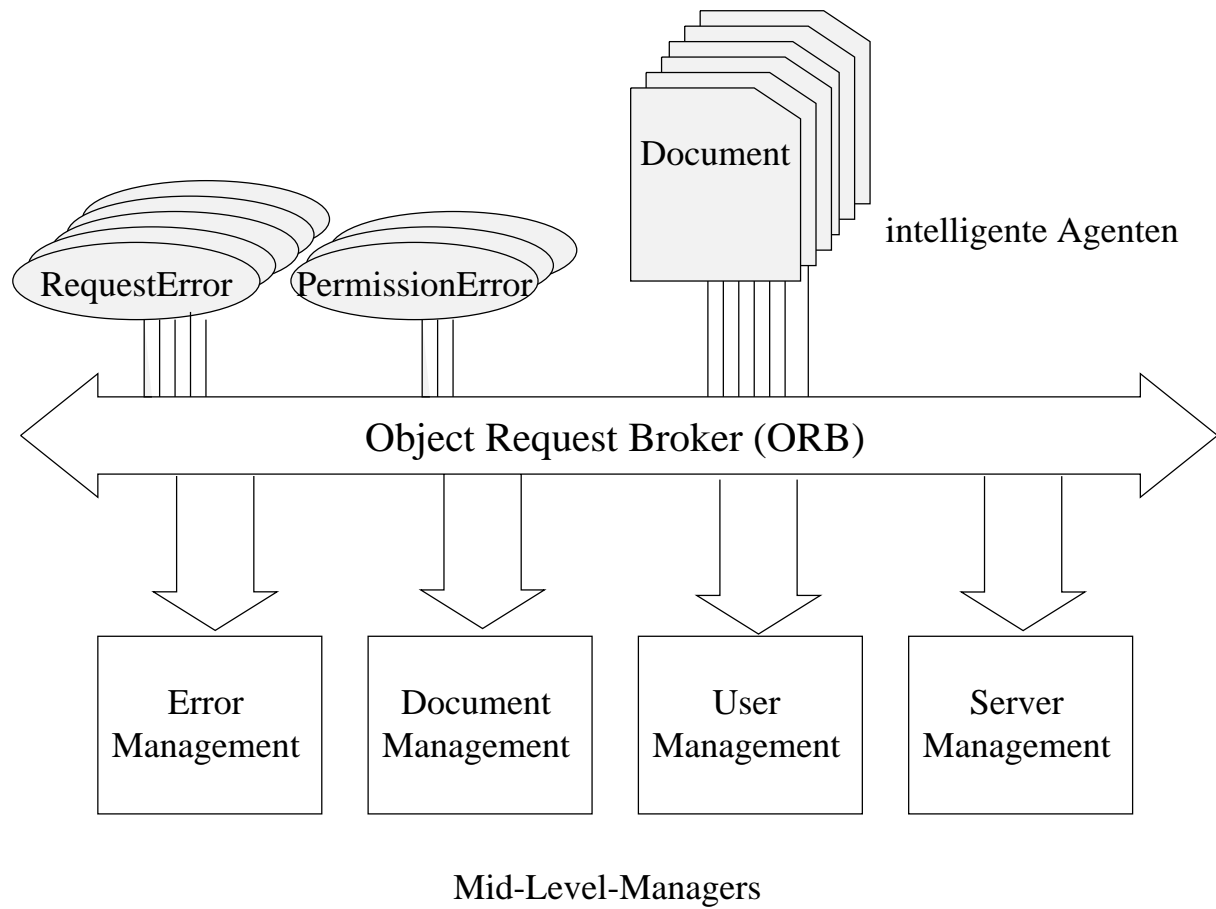 Document
intelligente Agenten
RequestError
PermissionError
Object Request Broker (ORB)
Error
Management
Document
Management
User
Management
Server
Management
Mid-Level-Managers